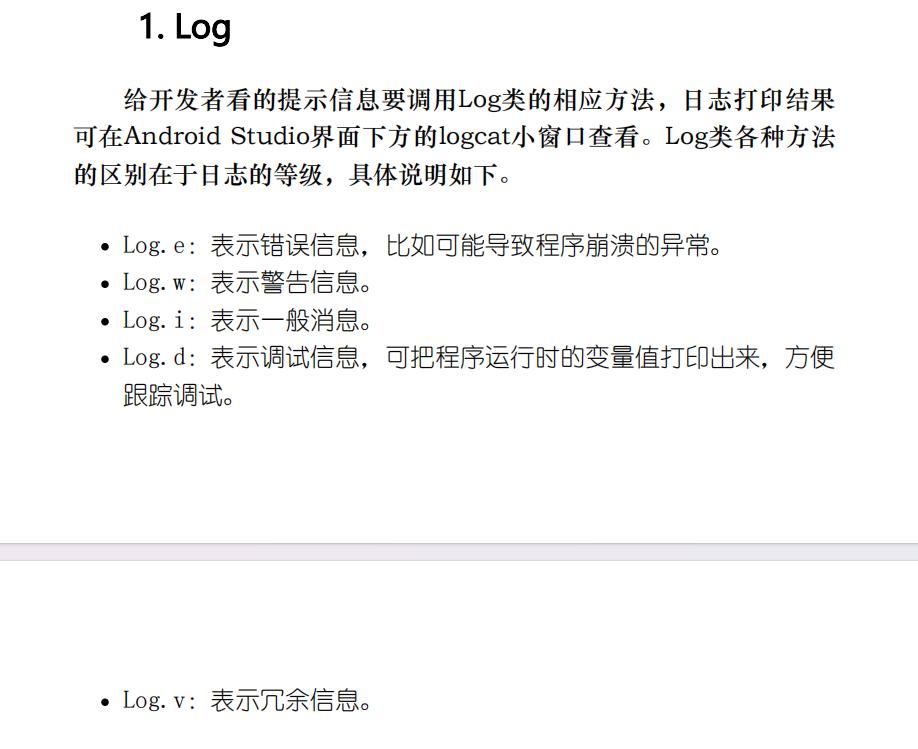 1. Log
给开发者看的提示信息要调用Log类的相应方法，日志打印结果
可在Android Studio界面下方的logcat小窗口查看。Log类各种方法
的区别在于日志的等级，具体说明如下。
• Log.e：表示错误信息，比如可能导致程序崩溃的异常。
• Log.w：表示警告信息。
• Log.i：表示一般消息。
• Log.d：表示调试信息，可把程序运行时的变量值打印出来，方便
跟踪调试。
• Log.v：表示冗余信息。